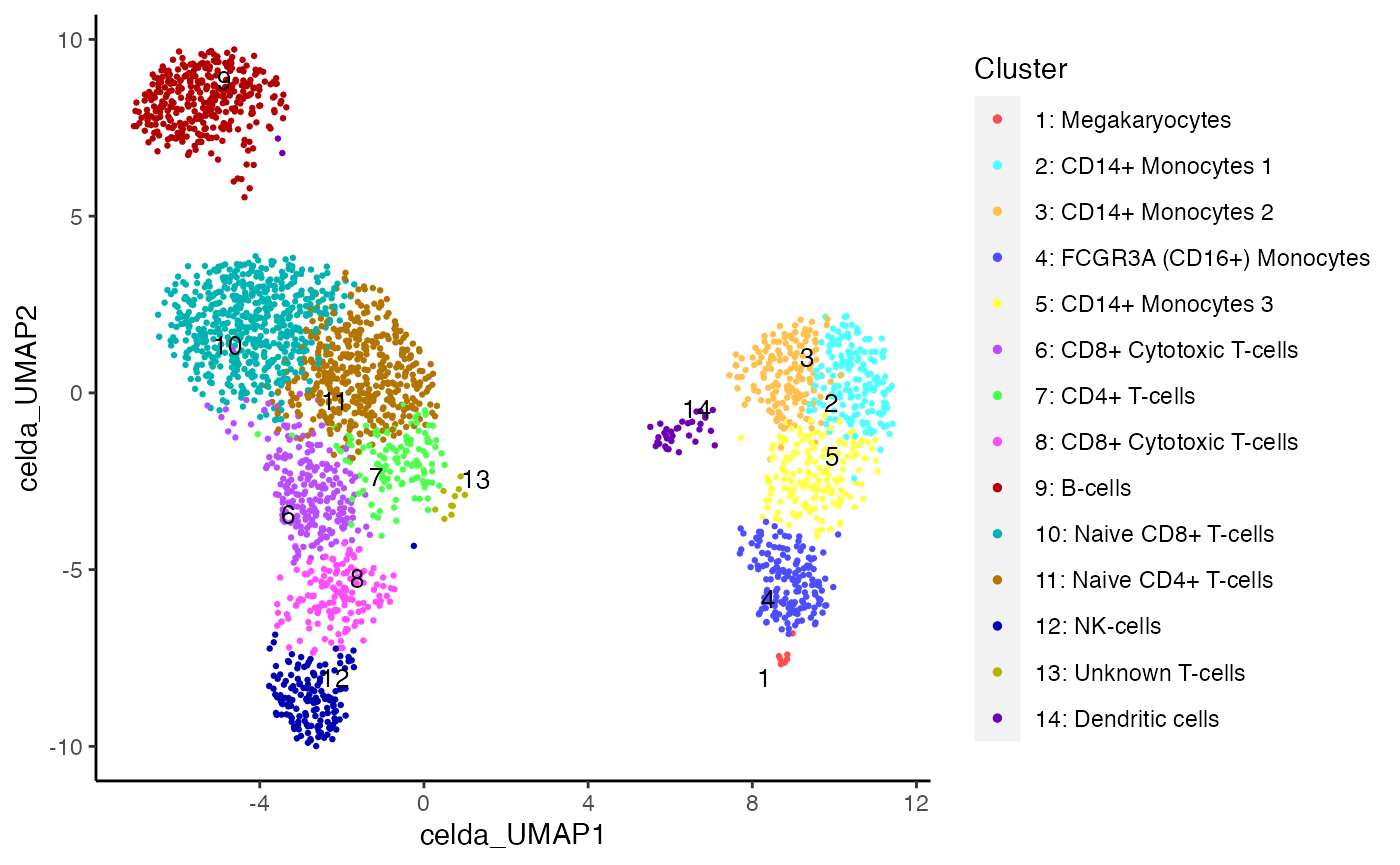 10
5
0
-5
-10
celda_UMAP2
-4
0
4
8
12
celda_UMAP1
9
10
11
7
13
6
8
12
3
2
14
5
4
1
Cluster
1: Megakaryocytes
2: CD14+ Monocytes 1
3: CD14+ Monocytes 2
4: FCGR3A (CD16+) Monocytes
5: CD14+ Monocytes 3
6: CD8+ Cytotoxic T-cells
7: CD4+ T-cells
8: CD8+ Cytotoxic T-cells
9: B-cells
10: Naive CD8+ T-cells
11: Naive CD4+ T-cells
12: NK-cells
13: Unknown T-cells
14: Dendritic cells